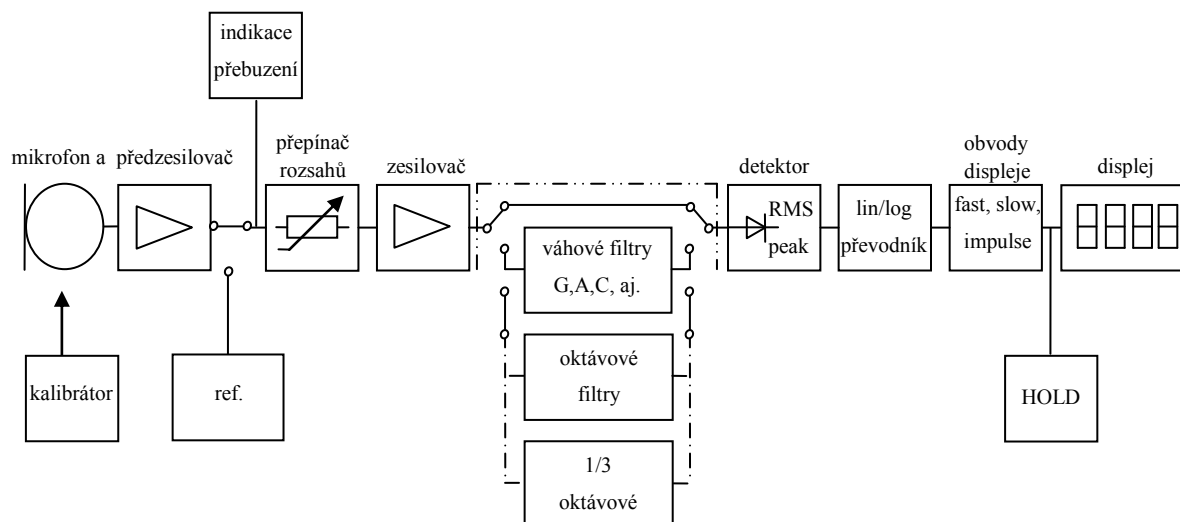 indikace
přebuzení
mikrofon a
předzesilovač
přepínač
rozsahů
zesilovač
detektor
RMS
peak
lin/log
převodník
obvody
displeje
fast, slow,
impulse
displej
váhové filtry
G,A,C, aj.
oktávové
filtry
1/3
oktávové
kalibrátor
ref.
HOLD